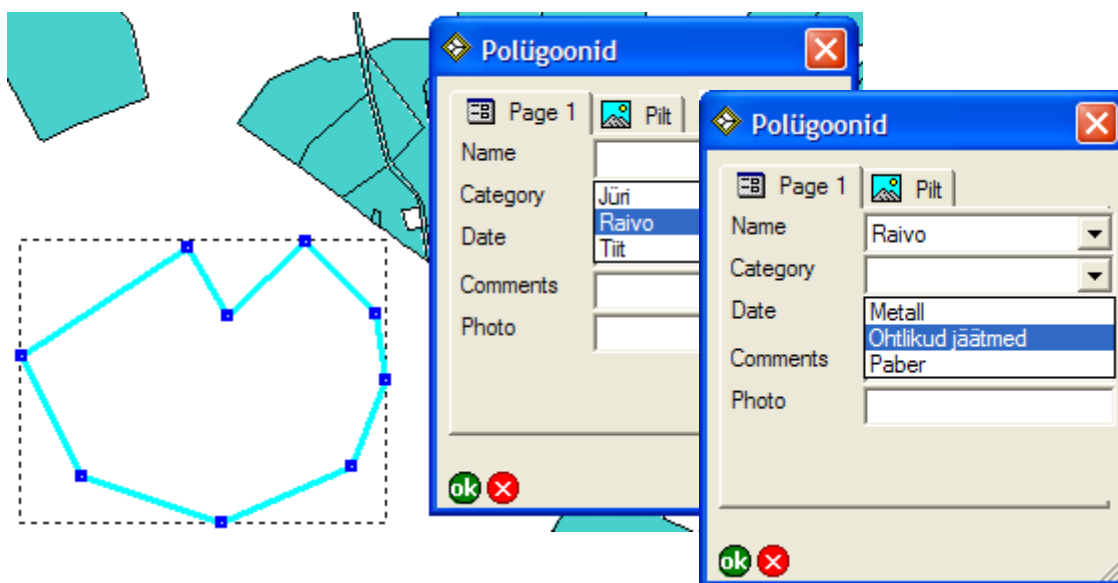 Polügoonid
Page 1
Pilt
Name
Category
Jüri
Raivo
Tiit
Date
Comments
Photo
ok
Polügoonid
Page 1
Pilt
Name
Raivo
Category
Date
Metall
Ohtlikud jäätmed
Paber
Comments
Photo
ok